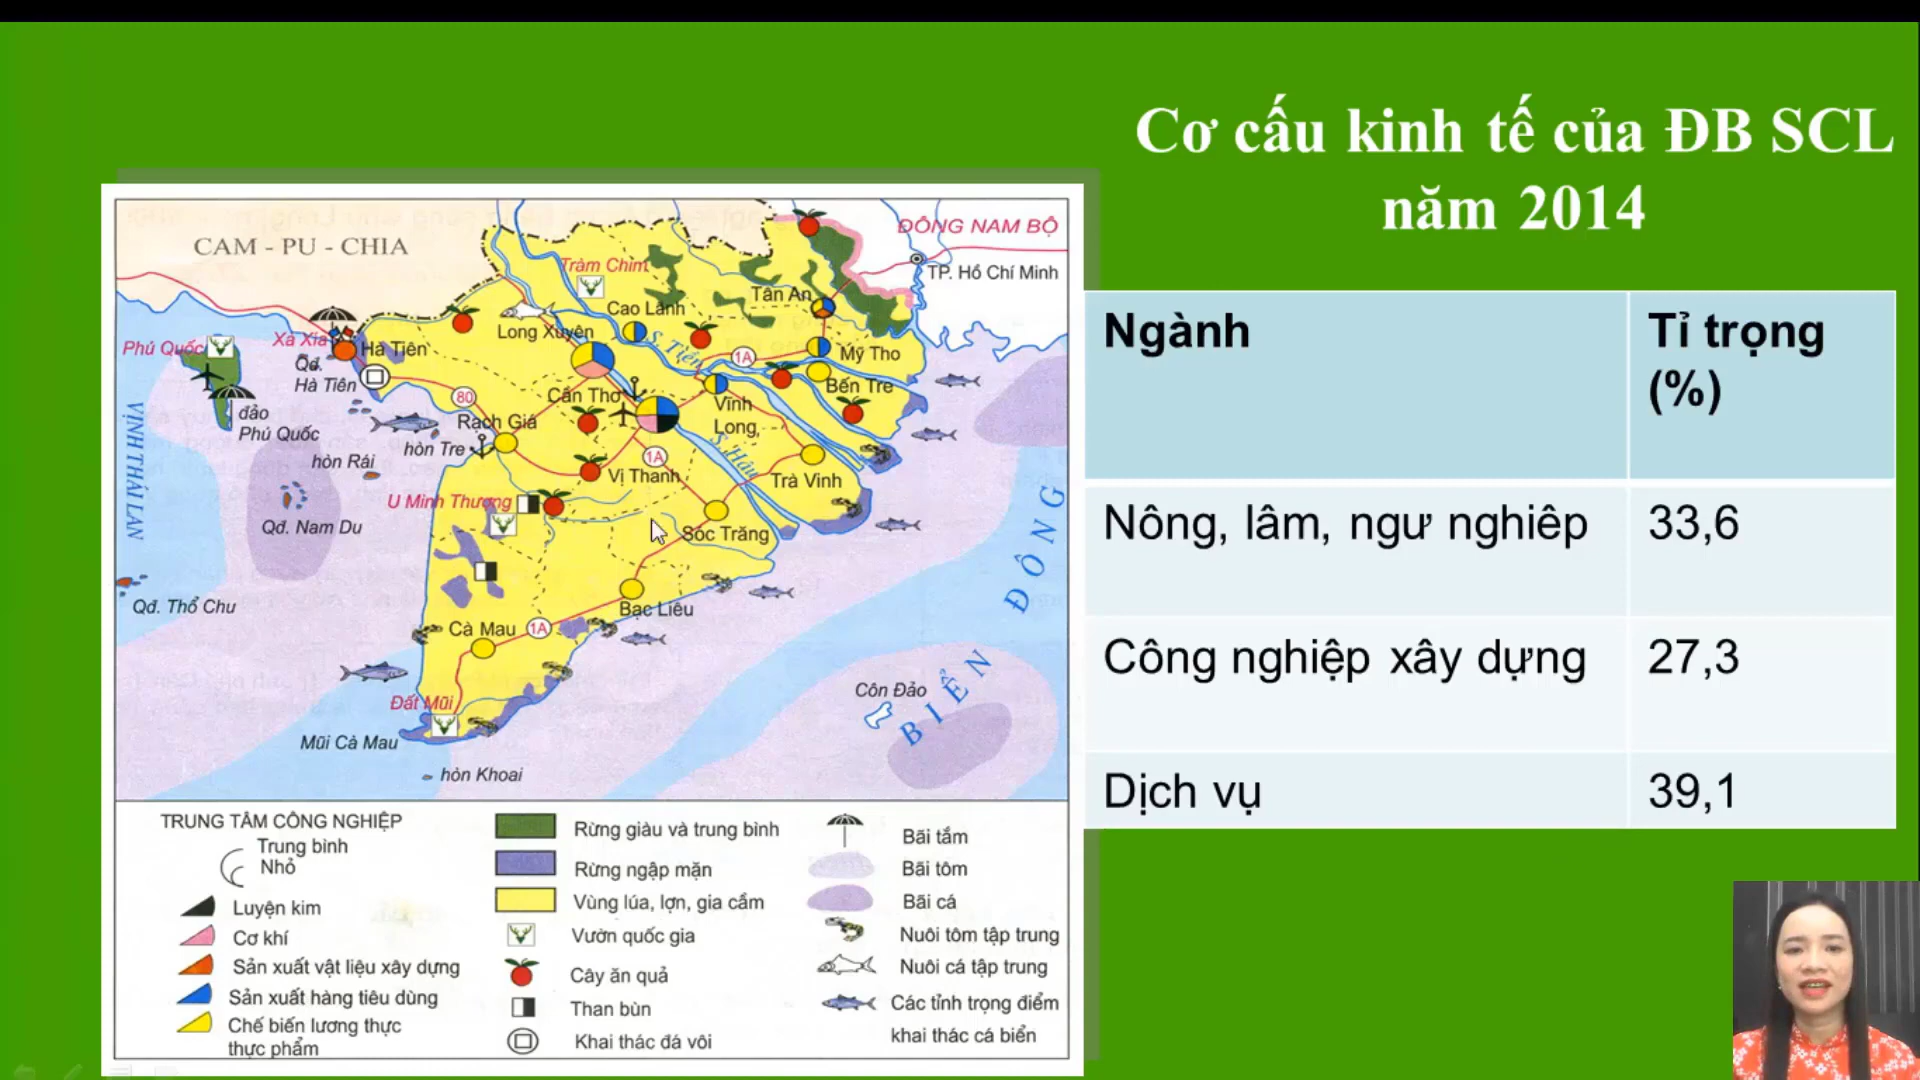 Cơ cấu kinh tế của ĐB SCL
năm 2014
CAM - PU - CHIA
ĐÔNG NAM BỘ
TP. Hồ Chí Minh
Tràm Chim
Cao Lãnh
Tân An
Long Xuyên
Xà Xía
Hà Tiên
Phú Quốc
Qđ.
Hà Tiên
S. Tiền
1A
Mỹ Tho
Bến Tre
80
Cần Thơ
Vĩnh
Long,
đảo
Phú Quốc
Rạch Giá
hòn Tre
hòn Rái
S. Hậu
1A
Vị Thanh
Trà Vinh
VỊNH THÁI LAN
U Minh Thượng
Qđ. Nam Du
Sóc Trăng
Qđ. Thổ Chu
Bạc Liêu
Cà Mau
1A
BIỂN ĐÔNG
Côn Đảo
Đất Mũi
Mũi Cà Mau
hòn Khoai
TRUNG TÂM CÔNG NGHIỆP
Trung bình
Nhỏ
Luyện kim
Cơ khí
Sản xuất vật liệu xây dựng
Sản xuất hàng tiêu dùng
Chế biến lương thực
thực phẩm
Rừng giàu và trung bình
Rừng ngập mặn
Vùng lúa, lợn, gia cầm
Vườn quốc gia
Cây ăn quả
Than bùn
Khai thác đá vôi
Bãi tắm
Bãi tôm
Bãi cá
Nuôi tôm tập trung
Nuôi cá tập trung
Các tỉnh trọng điểm
khai thác cá biển
Ngành Tỉ trọng
(%)
Nông, lâm, ngư nghiêp 33,6
Công nghiệp xây dựng 27,3
Dịch vụ 39,1